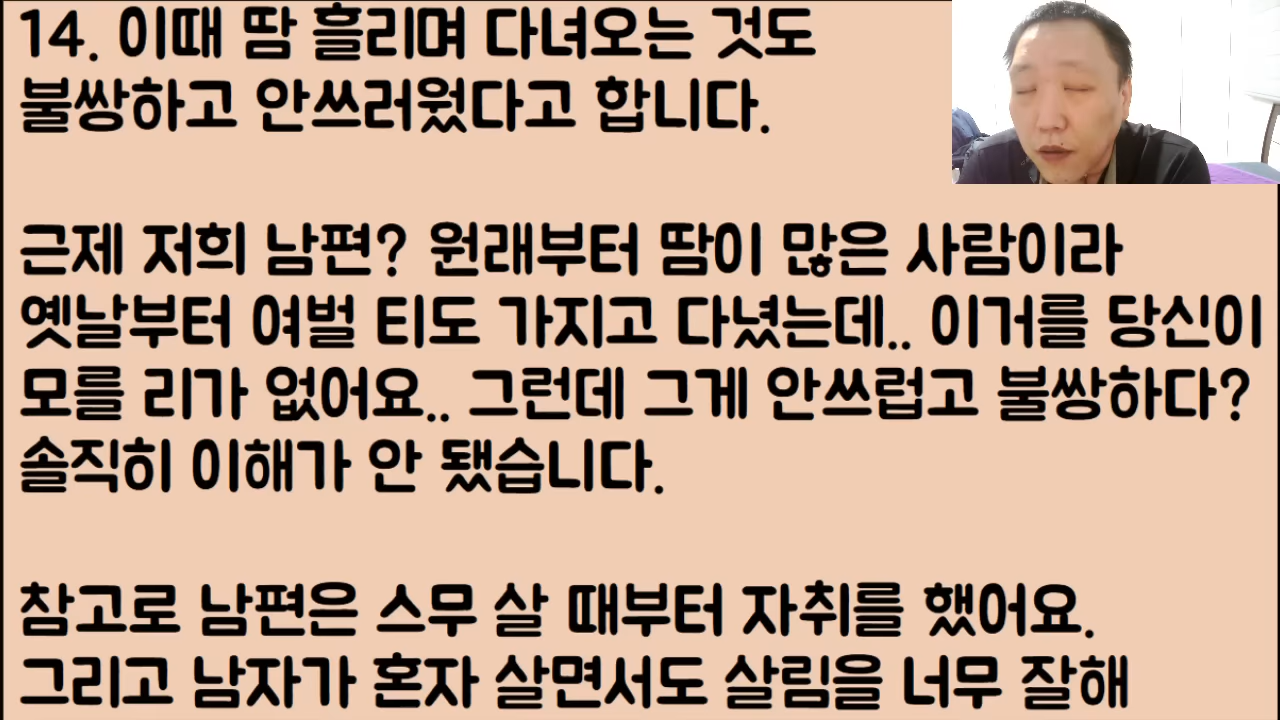 14. 이때 땀 흘리며 다녀오는 것도
불쌍하고 안쓰러웠다고 합니다.
근제 저희 남편? 원래부터 땀이 많은 사람이라
옛날부터 여벌 티도 가지고 다녔는데.. 이거를 당신이
모를 리가 없어요.. 그런데 그게 안쓰럽고 불쌍하다?
솔직히 이해가 안 됐습니다.
참고로 남편은 스무 살 때부터 자취를 했어요.
그리고 남자가 혼자 살면서도 살림을 너무 잘해